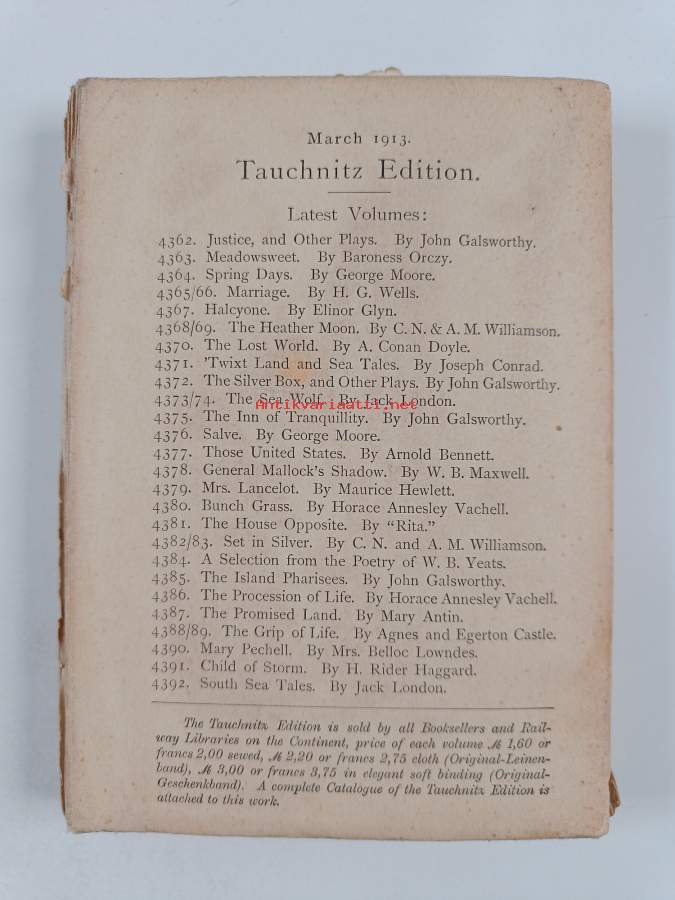 March 1913.
Tauchnitz Edition.
Latest Volumes:
4362. Justice, and Other Plays. By John Galsworthy.
4363. Meadowsweet. By Baroness Orczy.
4364. Spring Days. By George Moore.
4365/66. Marriage. By H. G. Wells.
4367. Halcyone. By Elinor Glyn.
4368/69. The Heather Moon. By C. N. & A. M. Williamson.
4370. The Lost World. By A. Conan Doyle.
4371. 'Twixt Land and Sea Tales. By Joseph Conrad.
4372. The Silver Box, and Other Plays. By John Galsworthy.
4373/74. The Sea Wolf. By Jack London.
Antikvariaatti.net
4375. The Inn of Tranquillity. By John Galsworthy.
4376. Salve. By George Moore.
4377. Those United States. By Arnold Bennett.
4378. General Mallock's Shadow. By W. B. Maxwell.
4379. Mrs. Lancelot. By Maurice Hewlett.
4380. Bunch Grass. By Horace Annesley Vachell.
4381. The House Opposite. By "Rita."
4382/83. Set in Silver. By C. N. and A. M. Williamson.
4384. A Selection from the Poetry of W. B. Yeats.
4385. The Island Pharisees. By John Galsworthy.
4386. The Procession of Life. By Horace Annesley Vachell.
4387. The Promised Land. By Mary Antin.
4388/89. The Grip of Life. By Agnes and Egerton Castle.
4390. Mary Pechell. By Mrs. Belloc Lowndes.
4391. Child of Storm. By H. Rider Haggard.
4392. South Sea Tales. By Jack London.
The Tauchnitz Edition is sold by all Booksellers and Rail-
way Libraries on the Continent, price of each volume ℳ 1,60 or
francs 2,00 sewed, ℳ 2,20 or francs 2,75 cloth (Original-Leinen-
band), ℳ 3,00 or francs 3,75 in elegant soft binding (Original-
Geschenkband). A complete Catalogue of the Tauchnitz Edition is
attached to this work.